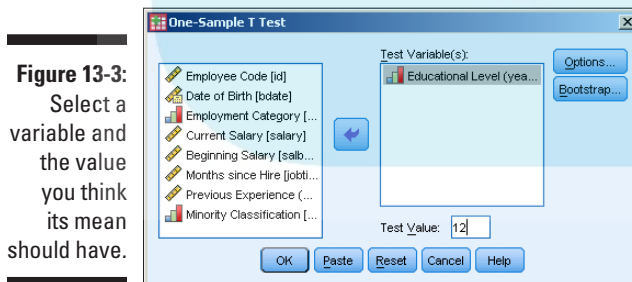 Figure 13-3:
Select a
variable and
the value
you think
its mean
should have.
One-Sample T Test
Employee Code [id]
Date of Birth [bdate]
Employment Category [...
Current Salary [salary]
Beginning Salary [salb...
Months since Hire [jobti...
Previous Experience (...
Minority Classification [...
Test Variable(s):
Educational Level (yea...
Options...
Bootstrap...
Test Value: 12
OK Paste Reset Cancel Help